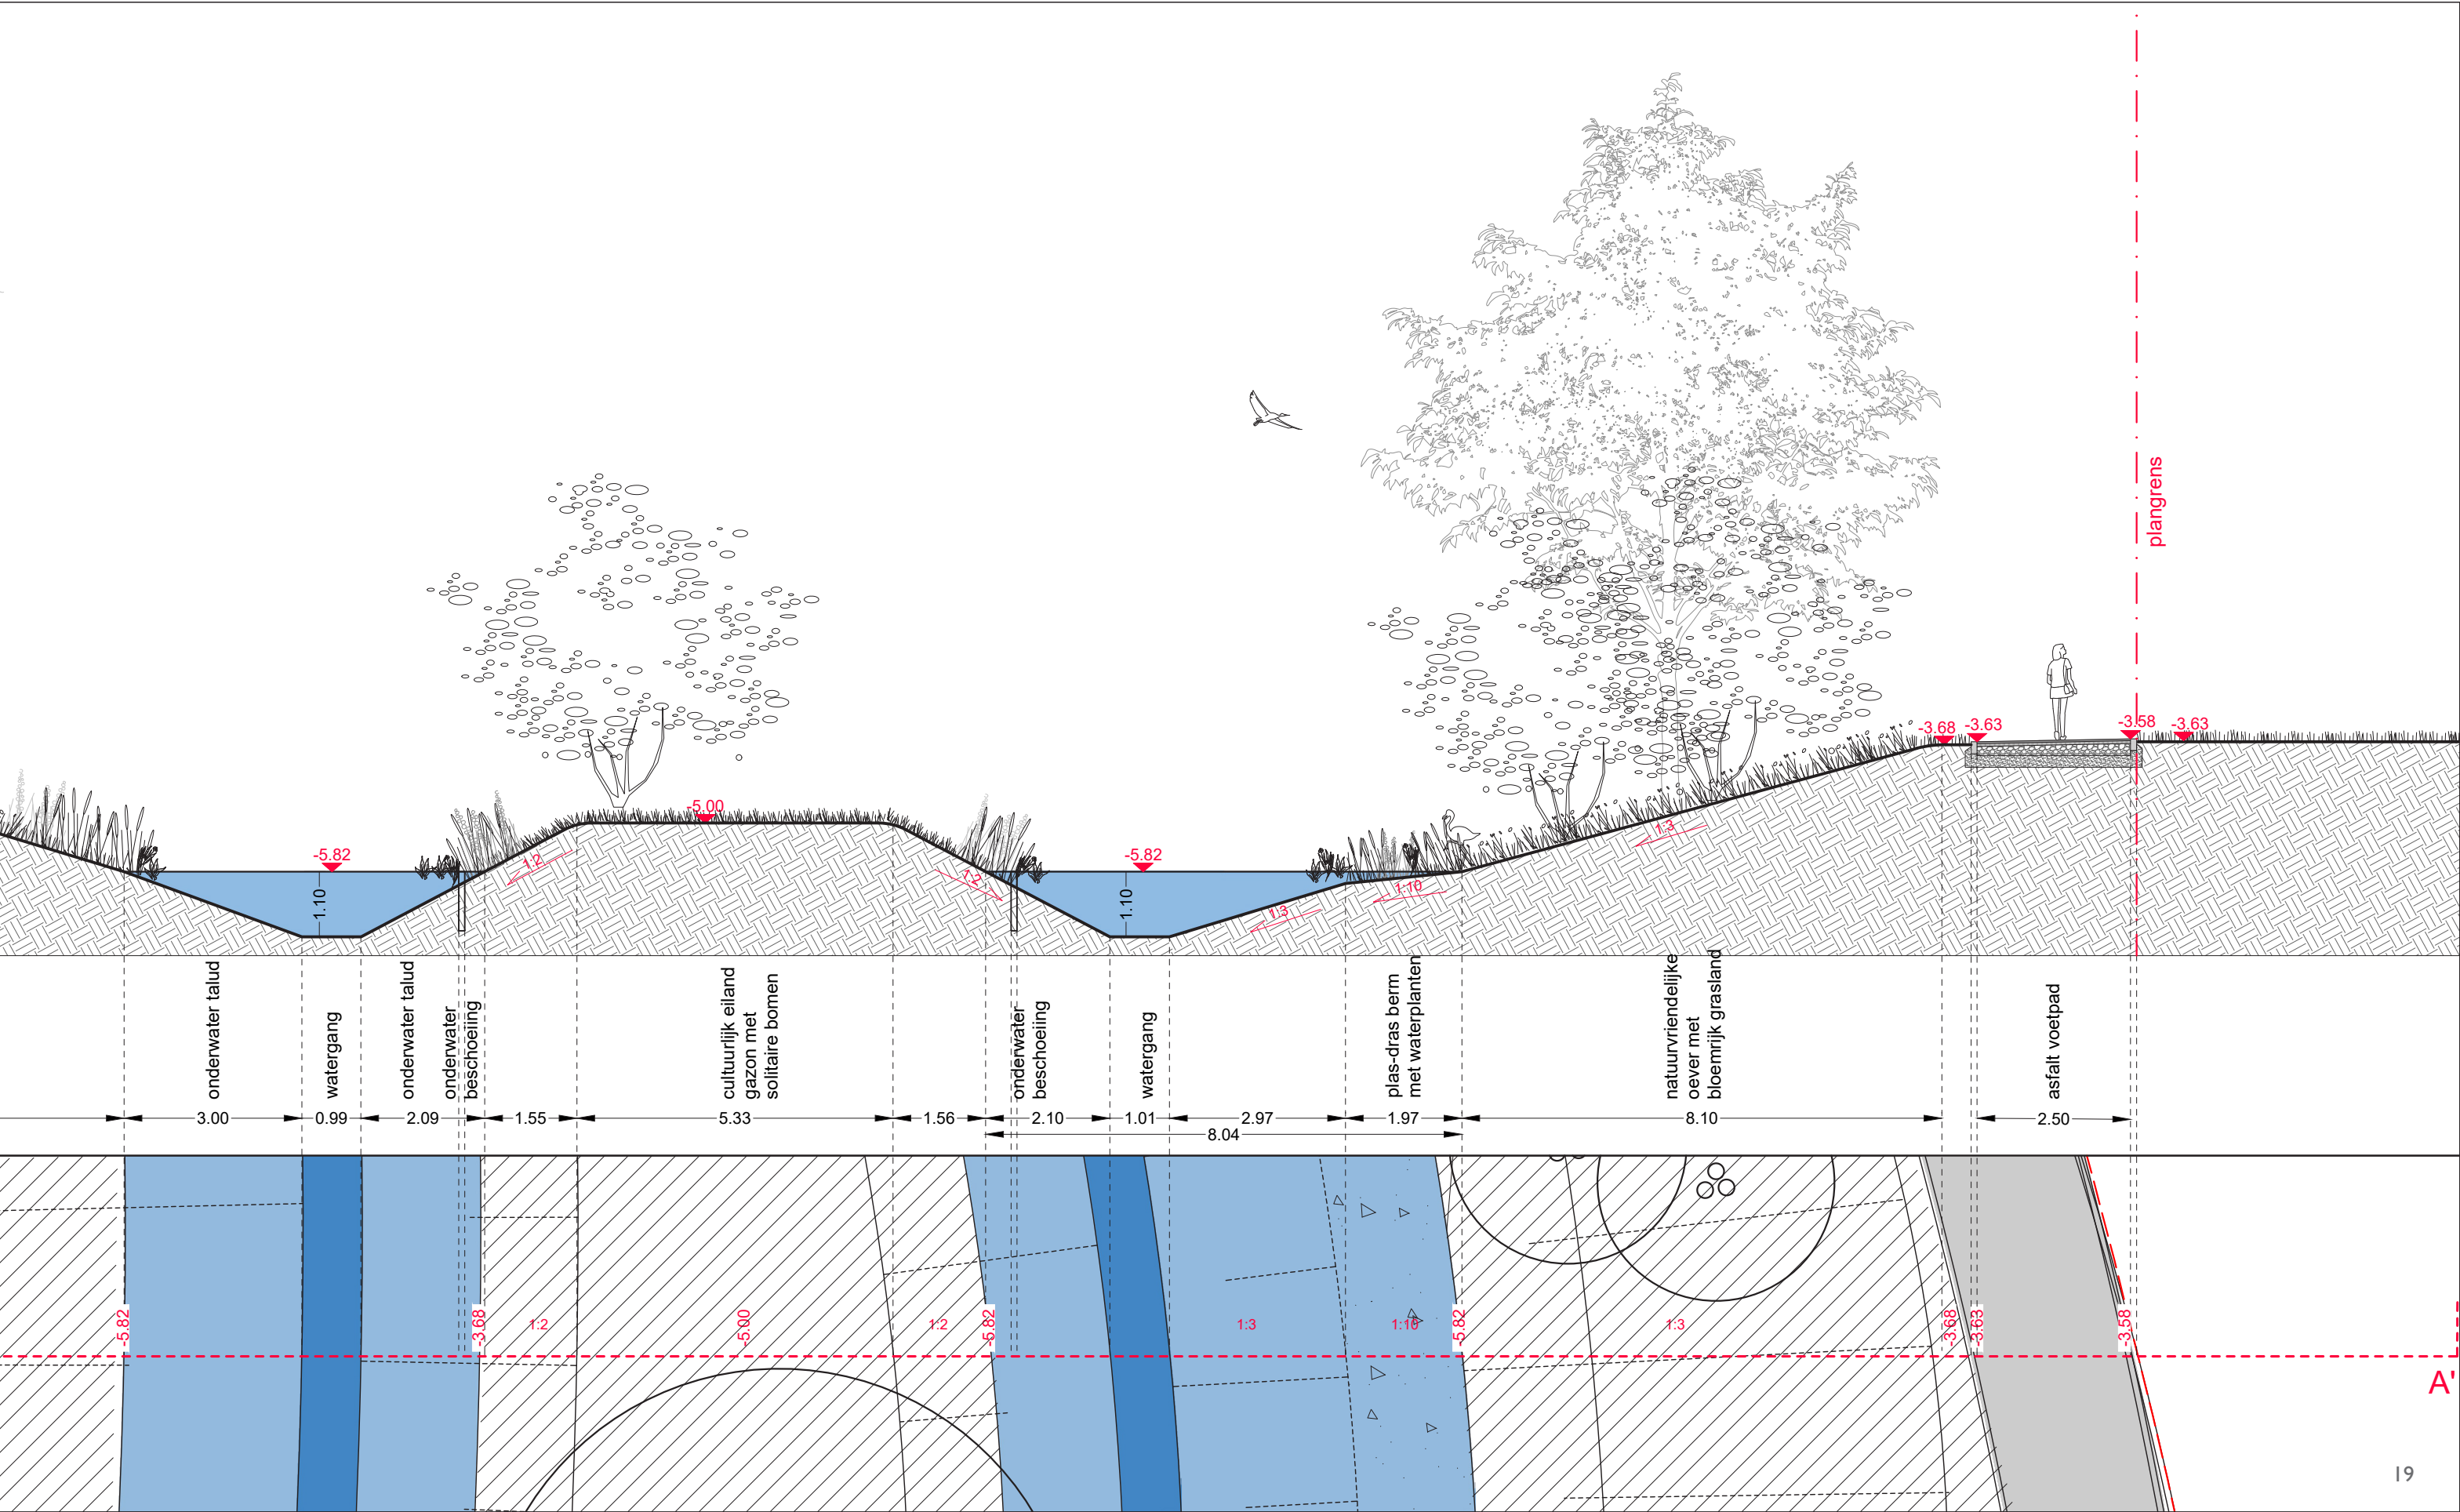 plangrens
-3.68
-3.63
-3.58
-3.63
-5.00
-5.82
-5.82
1:2
1:2
1:3
1:10
1:3
1.10
1.10
onderwater talud
watergang
onderwater talud
onderwater
beschoeiing
cultuurlijk eiland
gazon met
solitaire bomen
onderwater
beschoeiing
watergang
plas-dras berm
met waterplanten
natuurvriendelijke
oever met
bloemrijk grasland
asfalt voetpad
3.00
0.99
2.09
1.55
5.33
1.56
2.10
1.01
2.97
1.97
8.10
2.50
8.04
-5.82
-3.68
1:2
-5.00
1:2
-5.82
1:3
1:10
-5.82
1:3
-3.68
-3.63
-3.58
A'
19